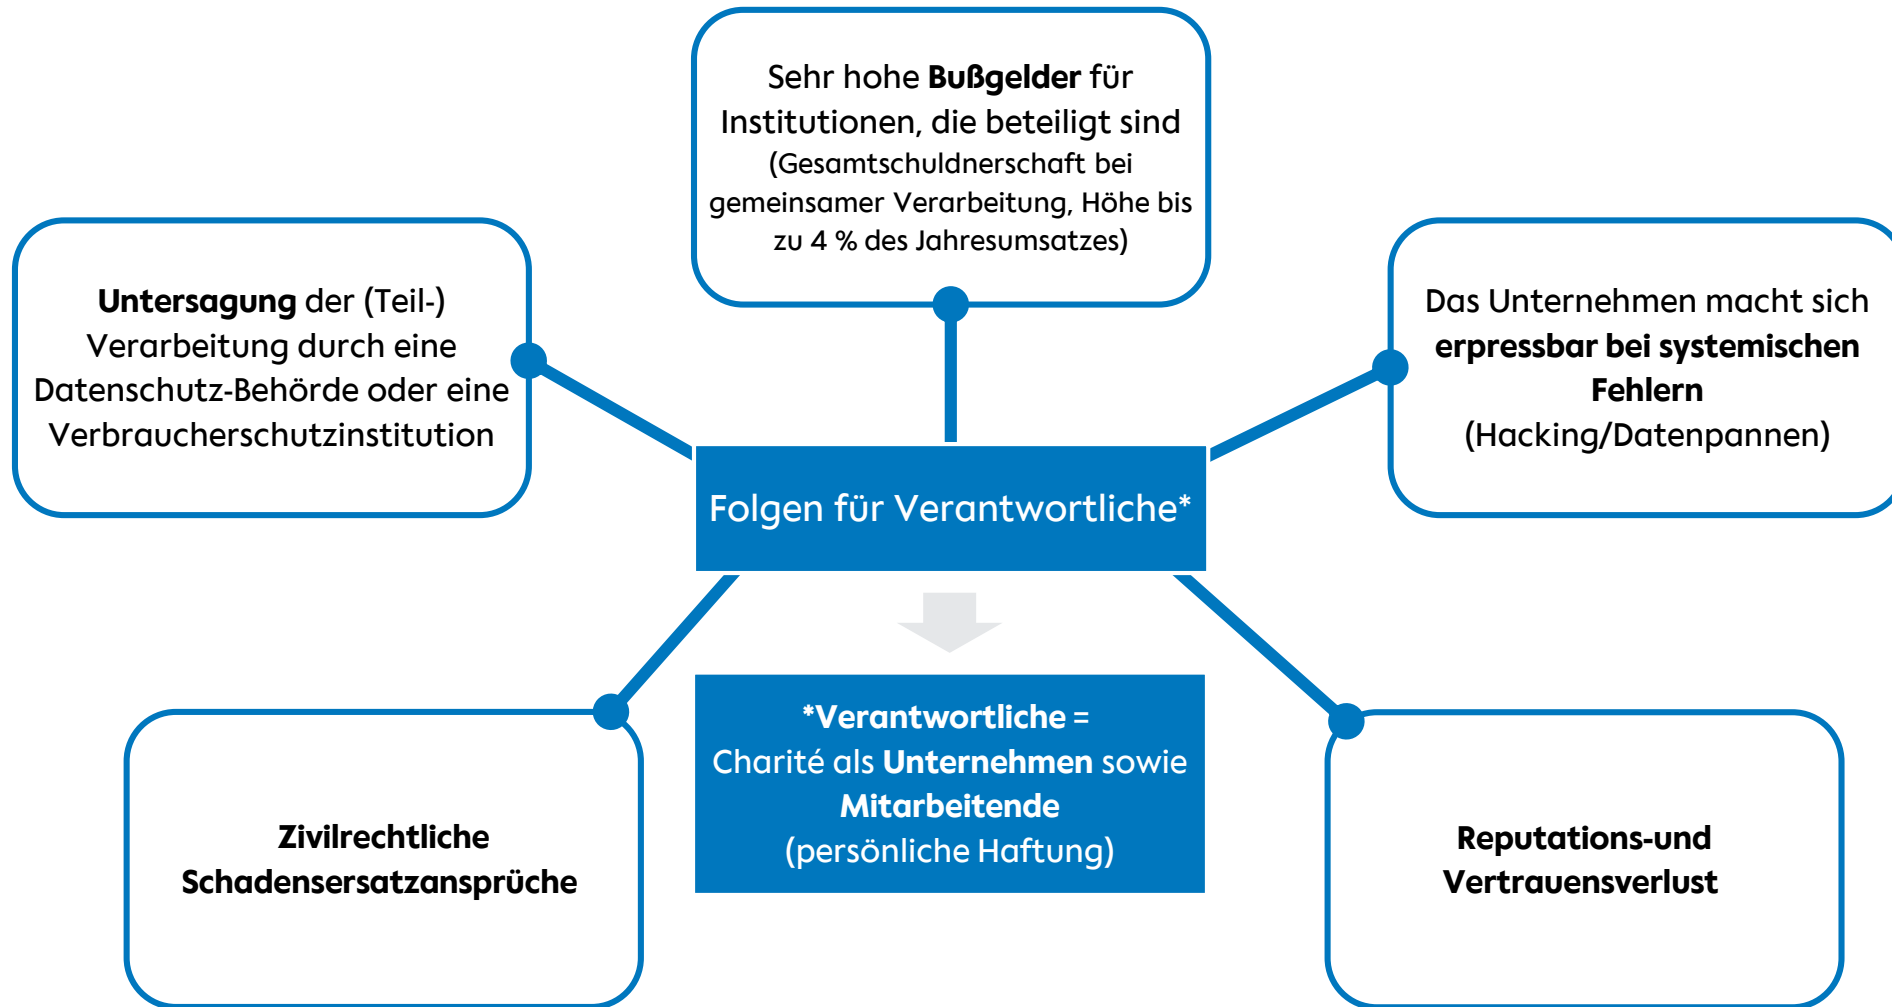 Sehr hohe Bußgelder für
Institutionen, die beteiligt sind
(Gesamtschuldnerschaft bei
gemeinsamer Verarbeitung, Höhe bis
zu 4 % des Jahresumsatzes)
Untersagung der (Teil-)
Verarbeitung durch eine
Datenschutz-Behörde oder eine
Verbraucherschutzinstitution
Das Unternehmen macht sich
erpressbar bei systemischen
Fehlern
(Hacking/Datenpannen)
Folgen für Verantwortliche*
*Verantwortliche =
Charité als Unternehmen sowie
Mitarbeitende
(persönliche Haftung)
Zivilrechtliche
Schadensersatzansprüche
Reputations-und
Vertrauensverlust